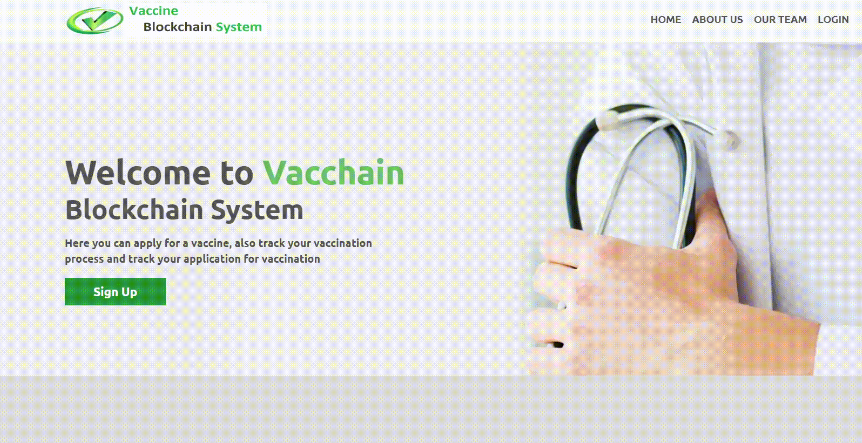 Vaccine
Blockchain System
HOME ABOUT US OUR TEAM LOGIN
Welcome to Vacchain
Blockchain System
Here you can apply for a vaccine, also track your vaccination
process and track your application for vaccination
Sign Up